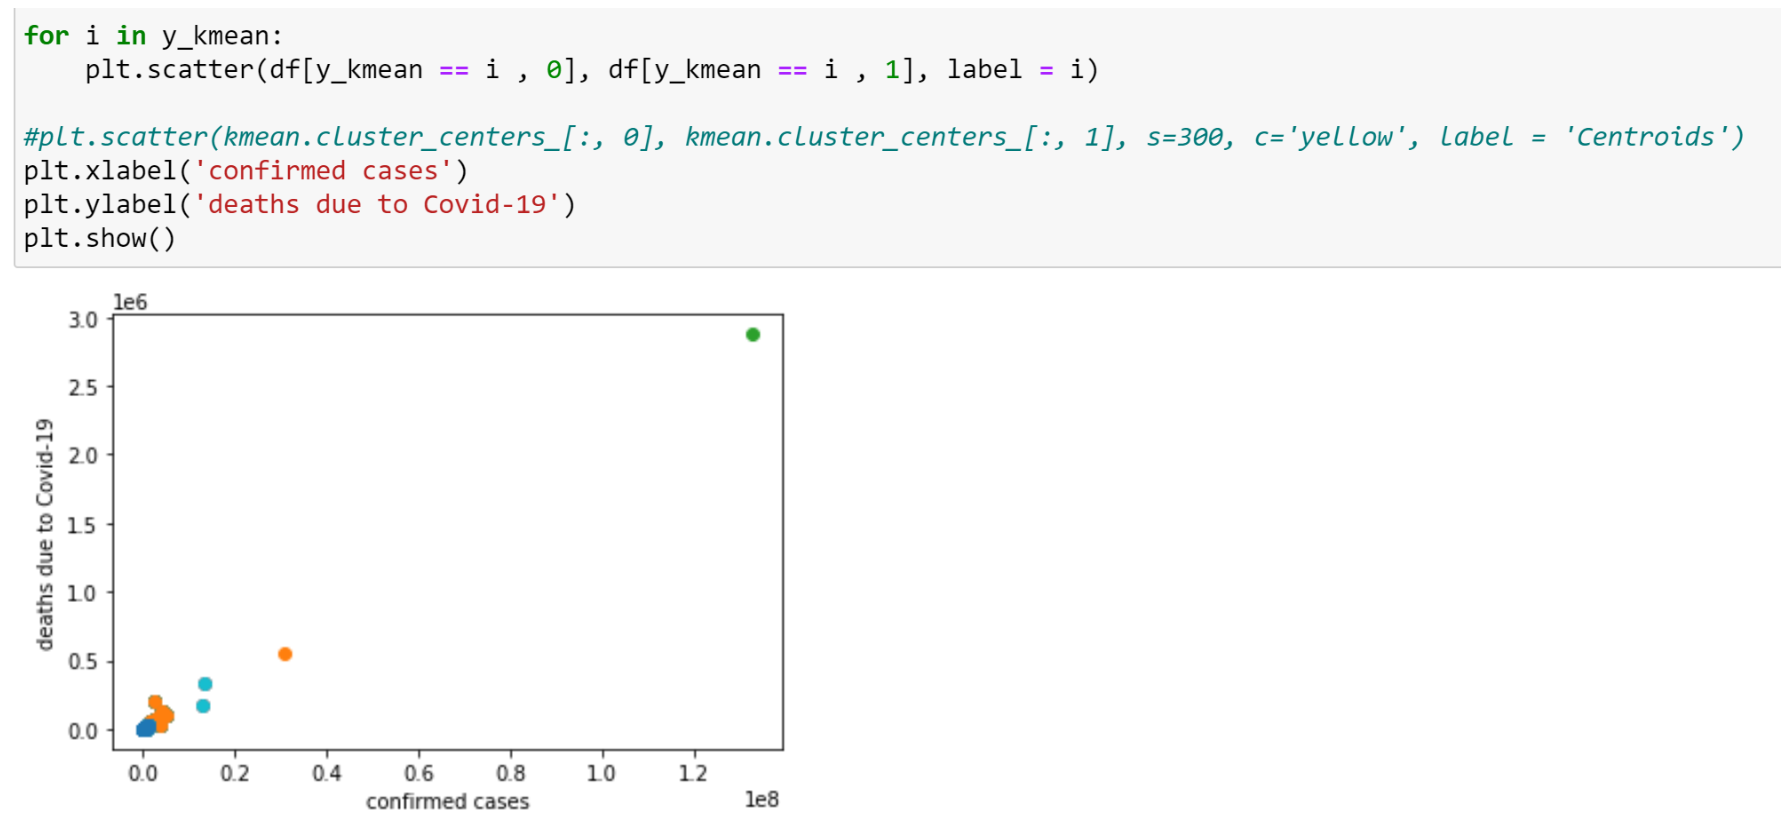 for i in y_kmean:
    plt.scatter(df[y_kmean == i , 0], df[y_kmean == i , 1], label = i)
#plt.scatter(kmean.cluster_centers_[:, 0], kmean.cluster_centers_[:, 1], s=300, c='yellow', label = 'Centroids')
plt.xlabel('confirmed cases')
plt.ylabel('deaths due to Covid-19')
plt.show()
1e6
3.0
2.5
2.0
1.5
1.0
0.5
0.0
deaths due to Covid-19
0.0 0.2 0.4 0.6 0.8 1.0 1.2
confirmed cases
1e8